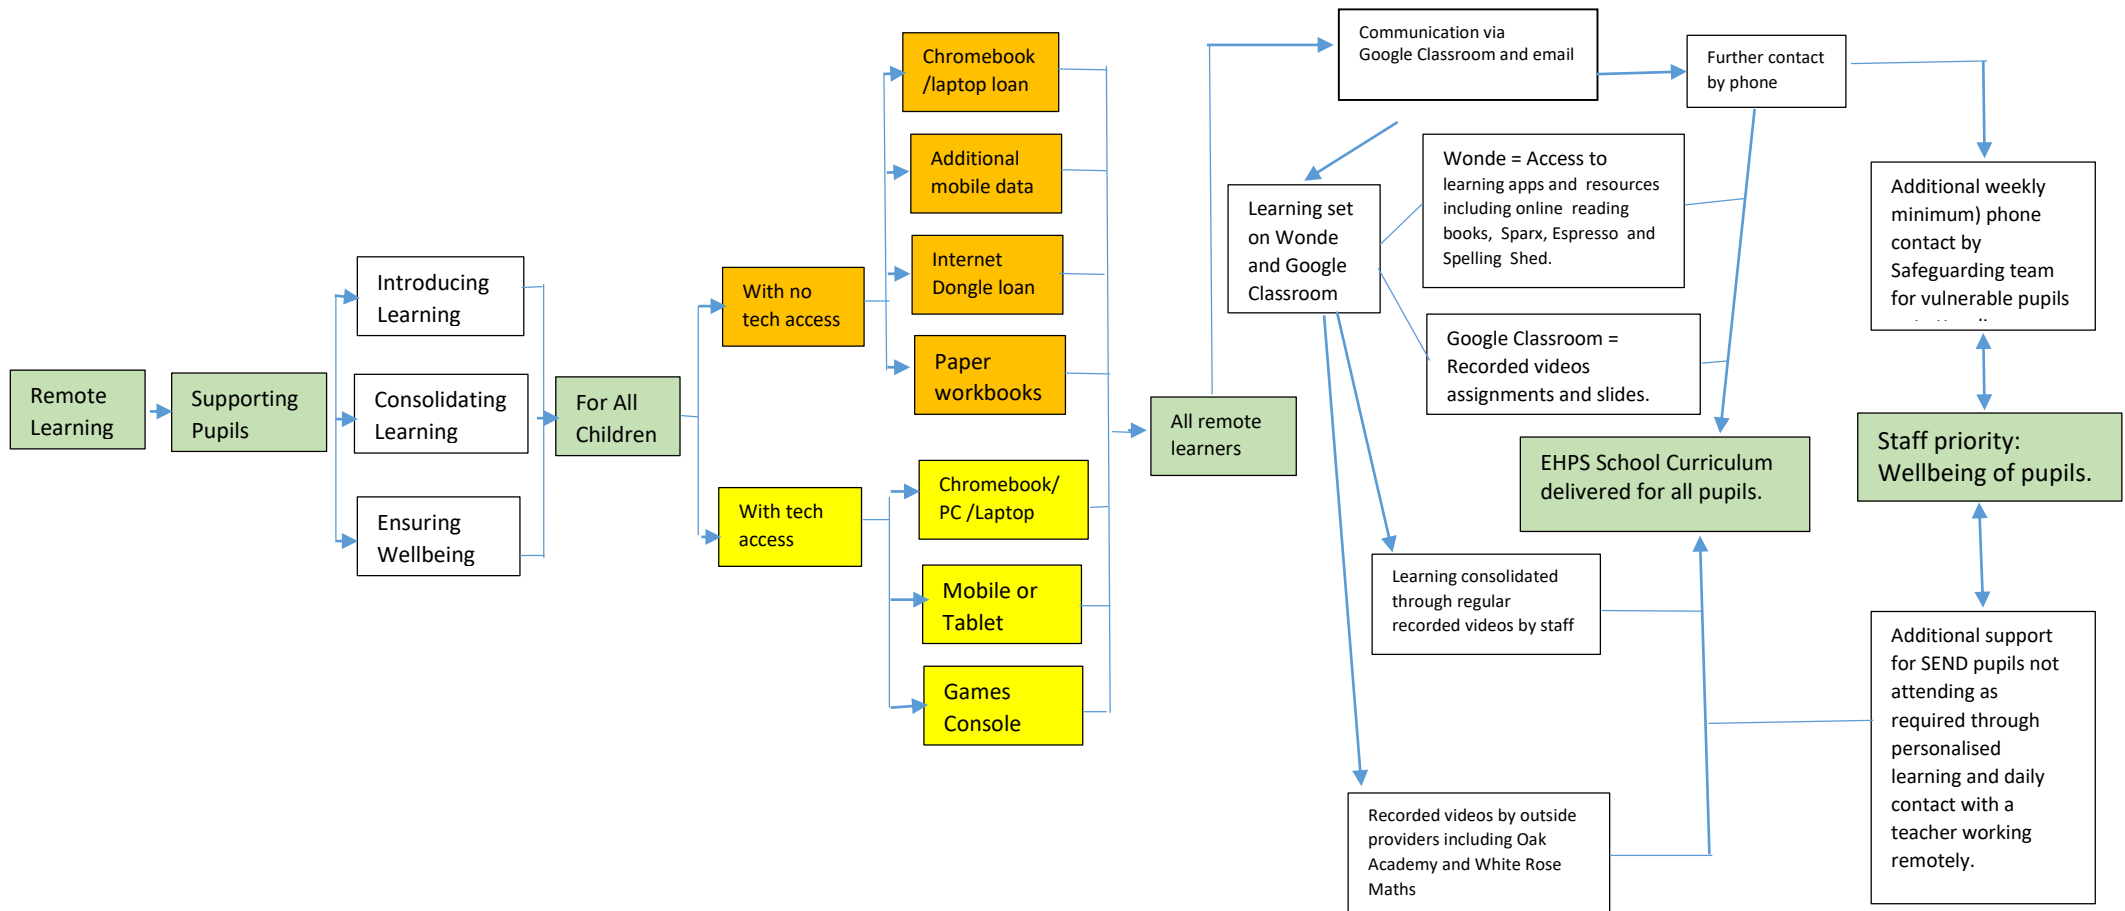 Remote
Learning
Supporting
Pupils
Introducing
Learning
Consolidating
Learning
Ensuring
Wellbeing
For All
Children
With no
tech access
With tech
access
Chromebook
/laptop loan
Additional
mobile data
Internet
Dongle loan
Paper
workbooks
Chromebook/
PC /Laptop
Mobile or
Tablet
Games
Console
All remote
learners
Communication via
Google Classroom and email
Further contact
by phone
Learning set
on Wonde
and Google
Classroom
Wonde = Access to
learning apps and resources
including online reading
books, Sparx, Espresso and
Spelling Shed.
Google Classroom =
Recorded videos
assignments and slides.
Additional weekly
minimum) phone
contact by
Safeguarding team
for vulnerable pupils
EHPS School Curriculum
delivered for all pupils.
Staff priority:
Wellbeing of pupils.
Learning consolidated
through regular
recorded videos by staff
Recorded videos by outside
providers including Oak
Academy and White Rose
Maths
Additional support
for SEND pupils not
attending as
required through
personalised
learning and daily
contact with a
teacher working
remotely.